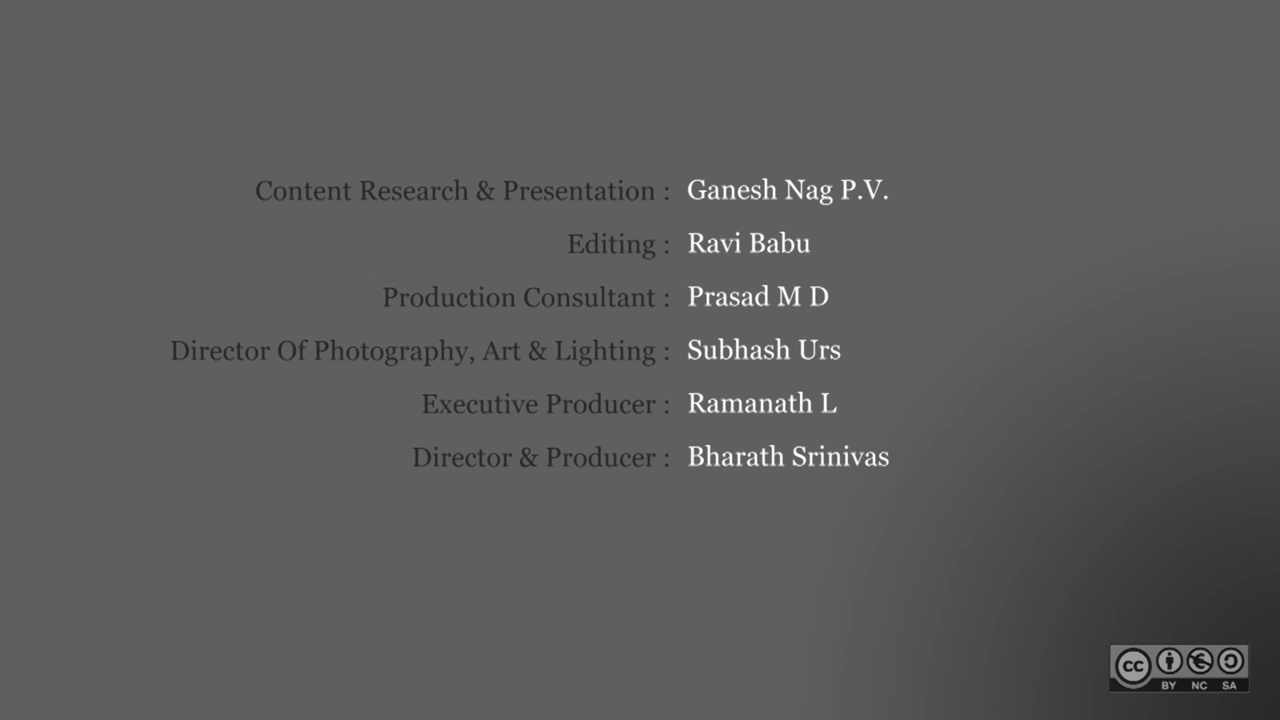 Content Research & Presentation : Ganesh Nag P.V.
Editing : Ravi Babu
Production Consultant : Prasad M D
Director Of Photography, Art & Lighting : Subhash Urs
Executive Producer : Ramanath L
Director & Producer : Bharath Srinivas
cc
BY NC SA